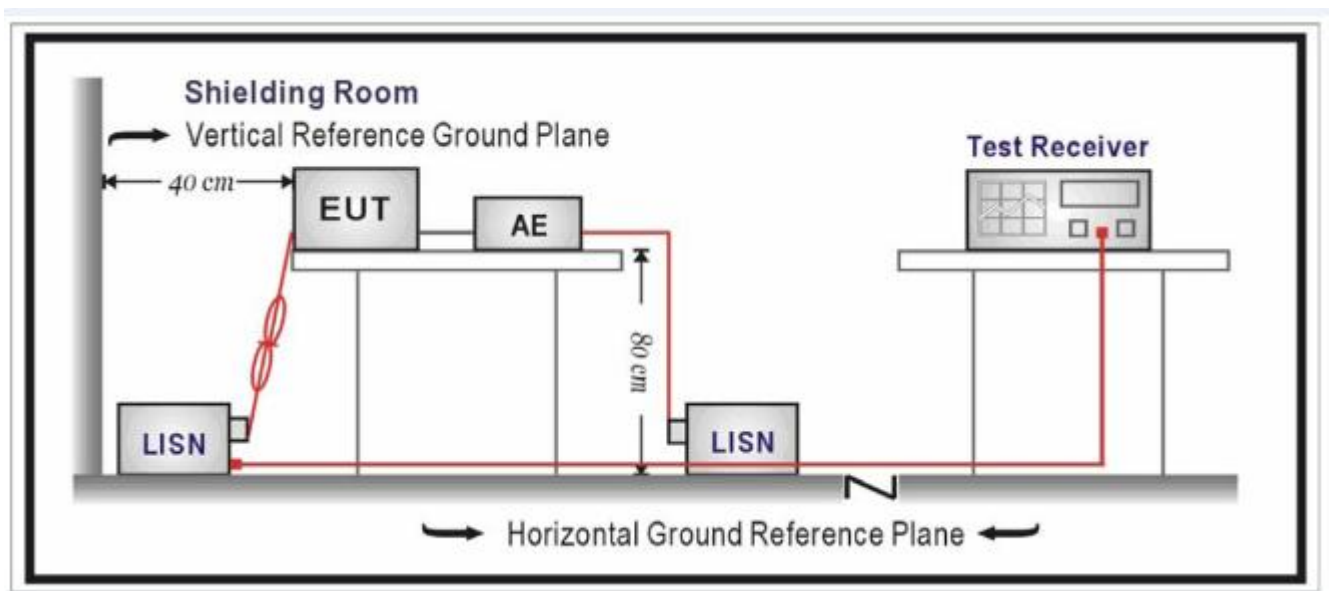 Shielding Room
Vertical Reference Ground Plane
Test Receiver
40 cm
EUT
AE
80 cm
LISN
LISN
Horizontal Ground Reference Plane